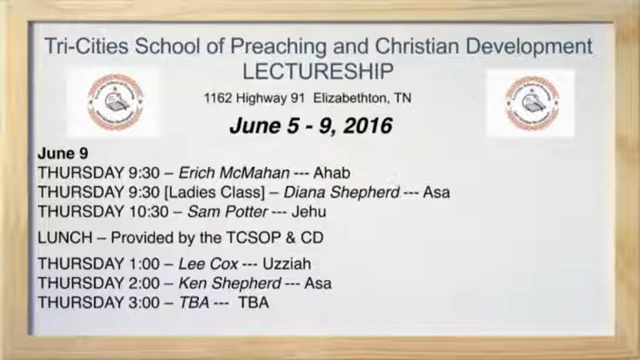 Tri-Cities School of Preaching and Christian Development
LECTURESHIP
1162 Highway 91 Elizabethton, TN
June 5 - 9, 2016
June 9
THURSDAY 9:30 – Erich McMahan --- Ahab
THURSDAY 9:30 [Ladies Class] – Diana Shepherd --- Asa
THURSDAY 10:30 – Sam Potter --- Jehu
LUNCH – Provided by the TCSOP & CD
THURSDAY 1:00 – Lee Cox --- Uzziah
THURSDAY 2:00 – Ken Shepherd --- Asa
THURSDAY 3:00 – TBA --- TBA